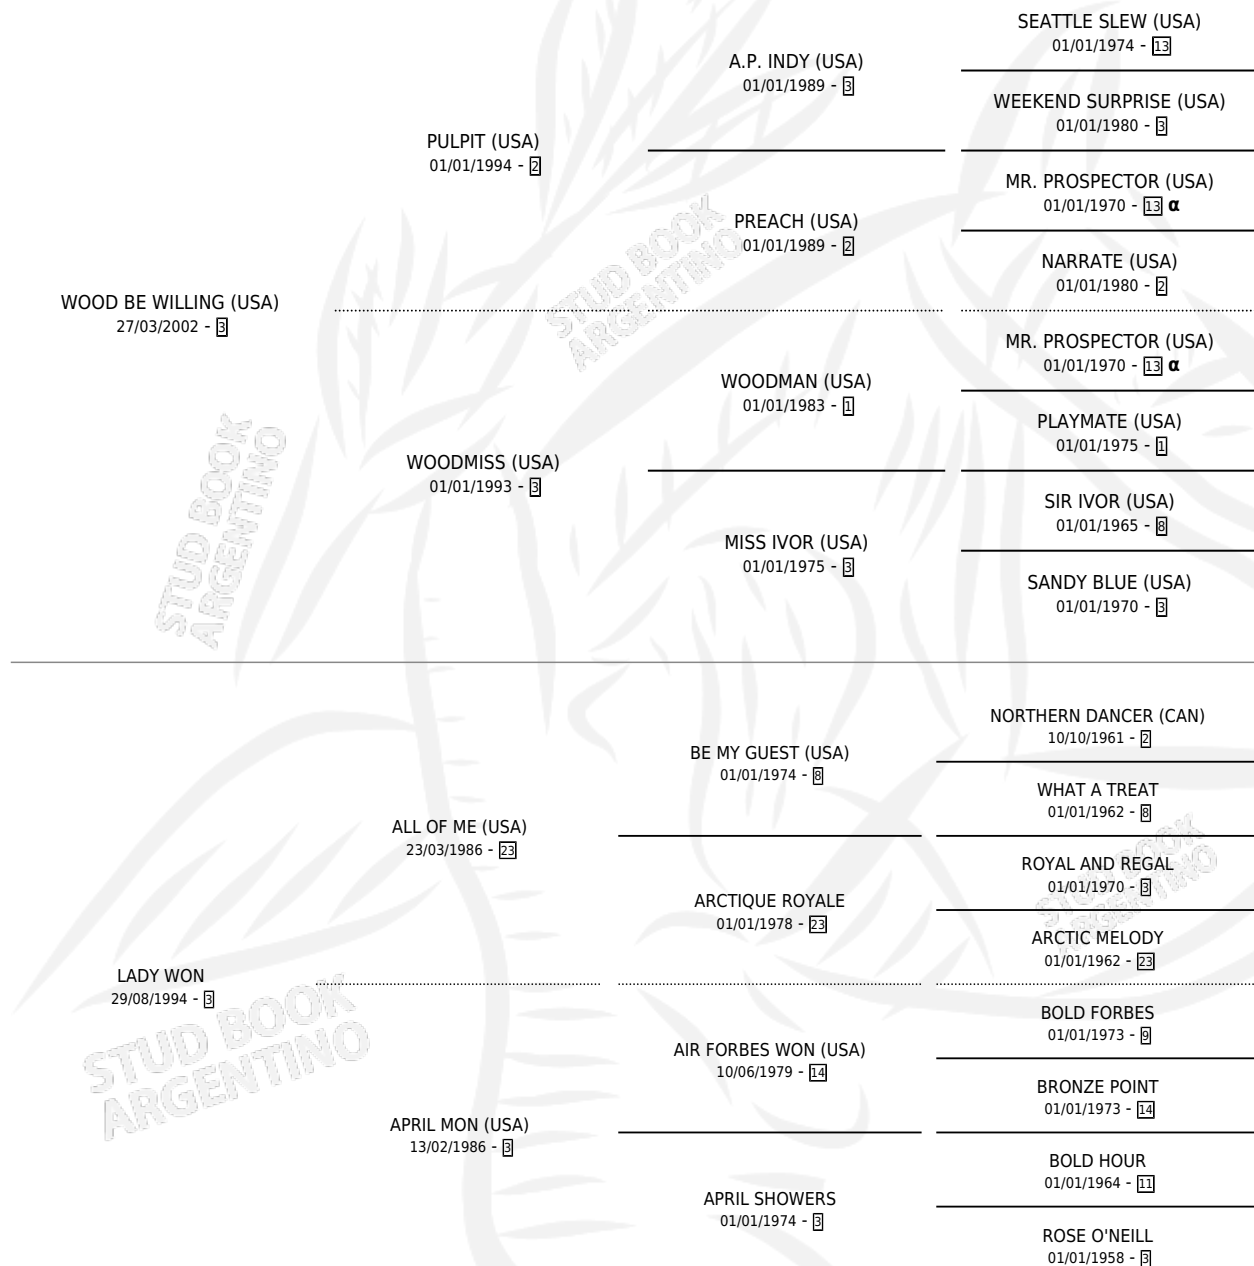 SEATTLE SLEW (USA)
01/01/1974 - 13
A.P. INDY (USA)
01/01/1989 - 3
WEEKEND SURPRISE (USA)
01/01/1980 - 3
PULPIT (USA)
01/01/1994 - 2
MR. PROSPECTOR (USA)
01/01/1970 - 13 α
PREACH (USA)
01/01/1989 - 2
NARRATE (USA)
01/01/1980 - 2
WOOD BE WILLING (USA)
27/03/2002 - 3
MR. PROSPECTOR (USA)
01/01/1970 - 13 α
WOODMAN (USA)
01/01/1983 - 1
PLAYMATE (USA)
01/01/1975 - 1
WOODMISS (USA)
01/01/1993 - 3
SIR IVOR (USA)
01/01/1965 - 8
MISS IVOR (USA)
01/01/1975 - 3
SANDY BLUE (USA)
01/01/1970 - 3
NORTHERN DANCER (CAN)
10/10/1961 - 2
BE MY GUEST (USA)
01/01/1974 - 8
WHAT A TREAT
01/01/1962 - 8
ALL OF ME (USA)
23/03/1986 - 23
ROYAL AND REGAL
01/01/1970 - 3
ARCTIQUE ROYALE
01/01/1978 - 23
ARCTIC MELODY
01/01/1962 - 23
LADY WON
29/08/1994 - 3
BOLD FORBES
01/01/1973 - 9
AIR FORBES WON (USA)
10/06/1979 - 14
BRONZE POINT
01/01/1973 - 14
APRIL MON (USA)
13/02/1986 - 3
BOLD HOUR
01/01/1964 - 11
APRIL SHOWERS
01/01/1974 - 3
ROSE O'NEILL
01/01/1958 - 3
STUD BOOK
ARGENTINO
STUD BOOK
ARGENTINO
STUD BOOK
ARGENTINO
STUD BOOK
ARGENTINO